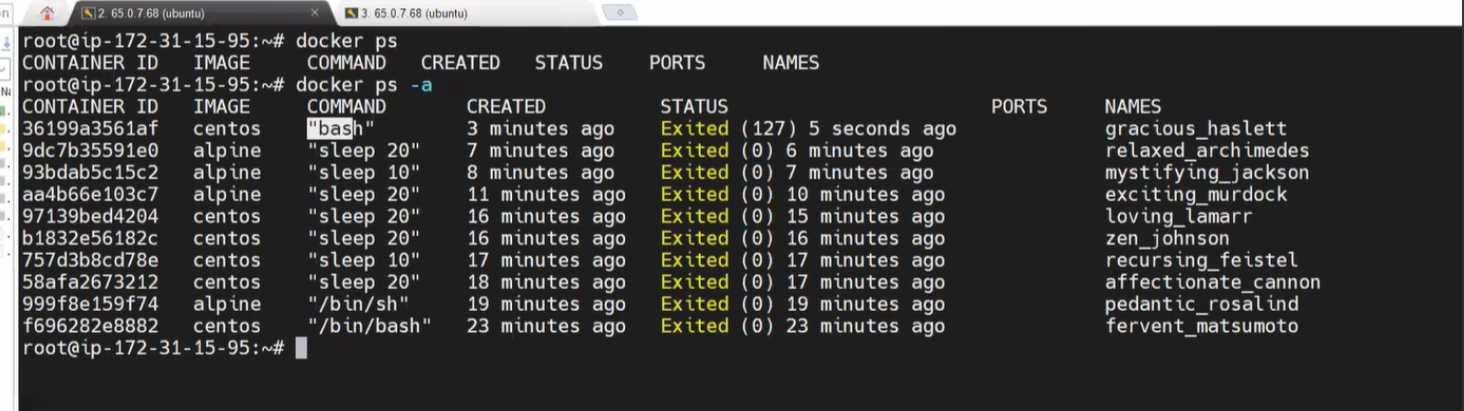 2. 65.0.7.68 (ubuntu) 3. 65.0.7.68 (ubuntu)
root@ip-172-31-15-95:~# docker ps
CONTAINER ID IMAGE COMMAND CREATED STATUS PORTS NAMES
root@ip-172-31-15-95:~# docker ps -a
CONTAINER ID IMAGE COMMAND CREATED STATUS PORTS NAMES
36199a3561af centos "bash" 3 minutes ago Exited (127) 5 seconds ago gracious_haslett
9dc7b35591e0 alpine "sleep 20" 7 minutes ago Exited (0) 6 minutes ago relaxed_archimedes
93bdab5c15c2 alpine "sleep 10" 8 minutes ago Exited (0) 7 minutes ago mystifying_jackson
aa4b66e103c7 alpine "sleep 20" 11 minutes ago Exited (0) 10 minutes ago exciting_murdock
97139bed4204 centos "sleep 20" 16 minutes ago Exited (0) 15 minutes ago loving_lamarr
b1832e56182c centos "sleep 20" 16 minutes ago Exited (0) 16 minutes ago zen_johnson
757d3b8cd78e centos "sleep 10" 17 minutes ago Exited (0) 17 minutes ago recursing_feistel
58afa2673212 centos "sleep 20" 18 minutes ago Exited (0) 17 minutes ago affectionate_cannon
999f8e159f74 alpine "/bin/sh" 19 minutes ago Exited (0) 19 minutes ago pedantic_rosalind
f696282e8882 centos "/bin/bash" 23 minutes ago Exited (0) 23 minutes ago fervent_matsumoto
root@ip-172-31-15-95:~#